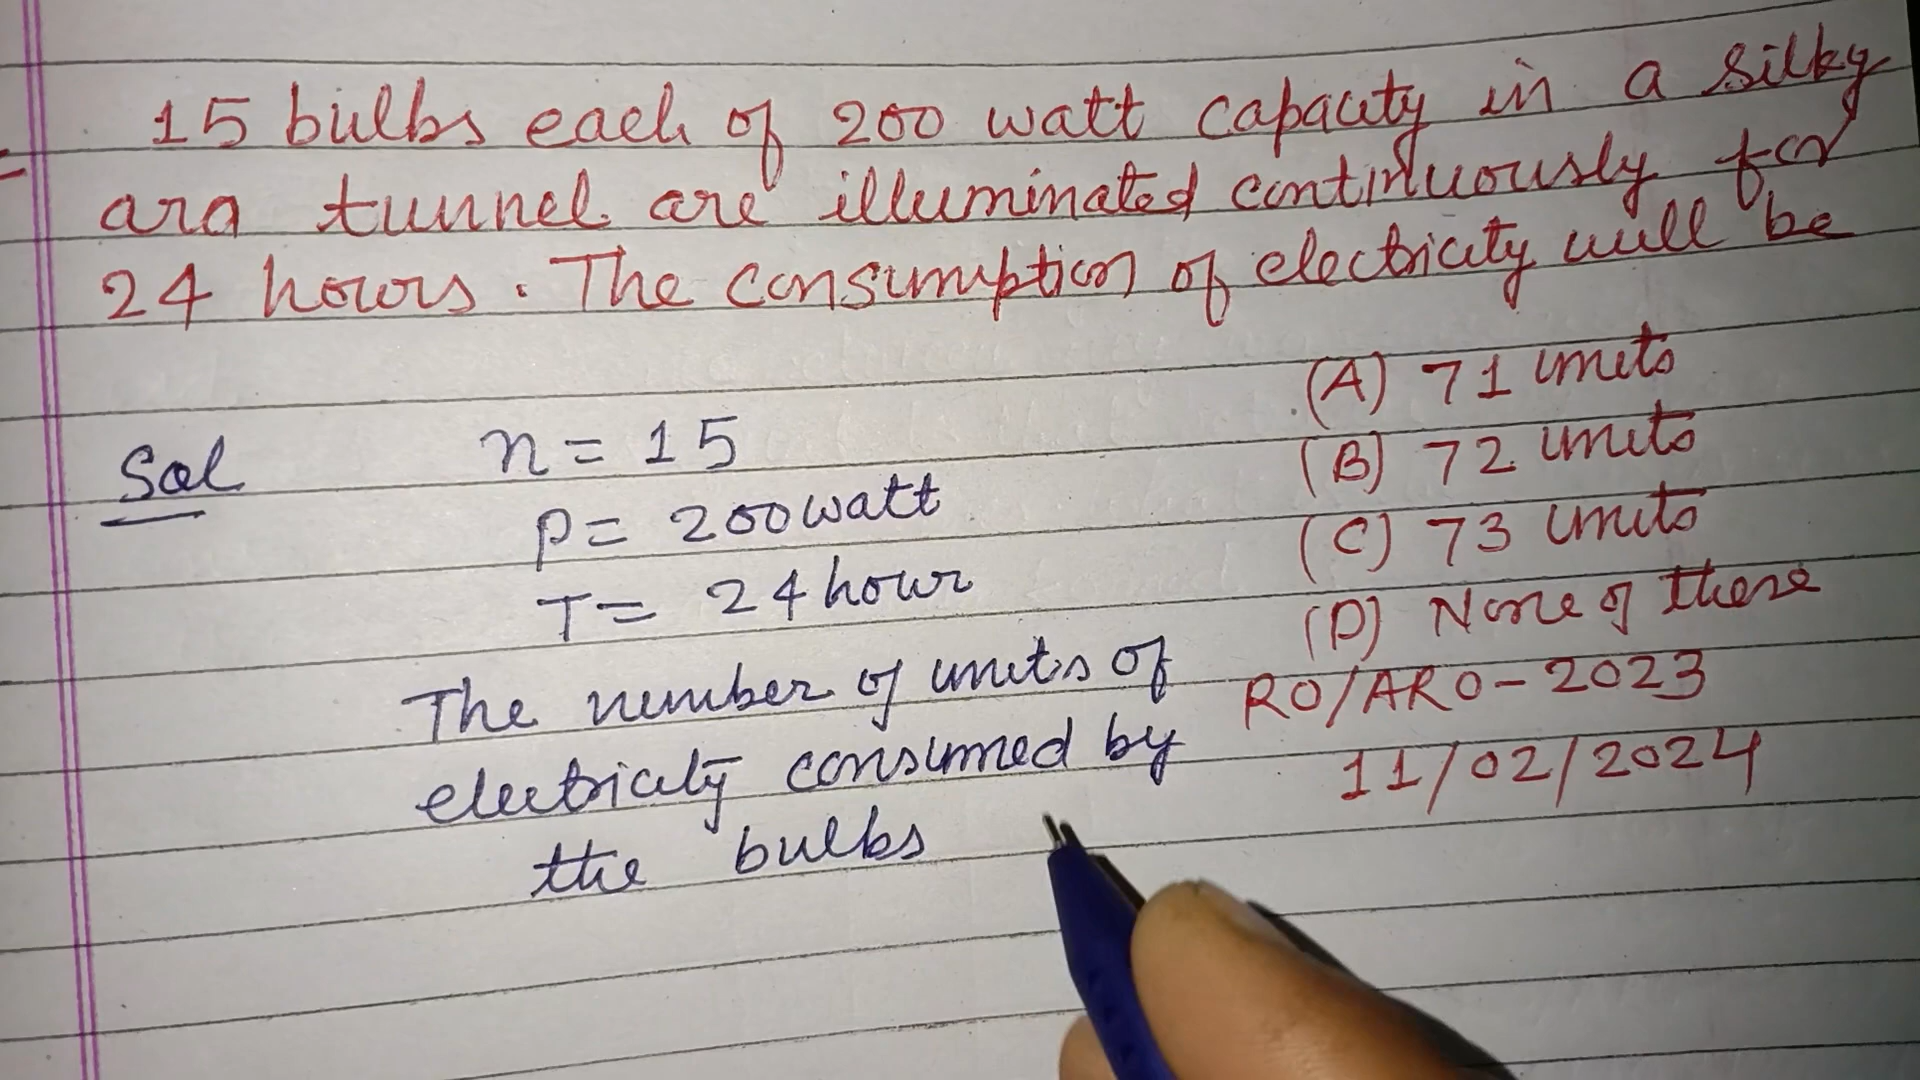 15 bulbs each of 200 watt capacity in a silky
ara tunnel are illuminated continuously for
24 hours. The consumption of electricity will be
(A) 71 units
(B) 72 units
(C) 73 units
(D) None of these
RO/ARO-2023
11/02/2024
Sol
n = 15
P = 200 watt
T = 24 hour
The number of units of
electricity consumed by
the bulbs